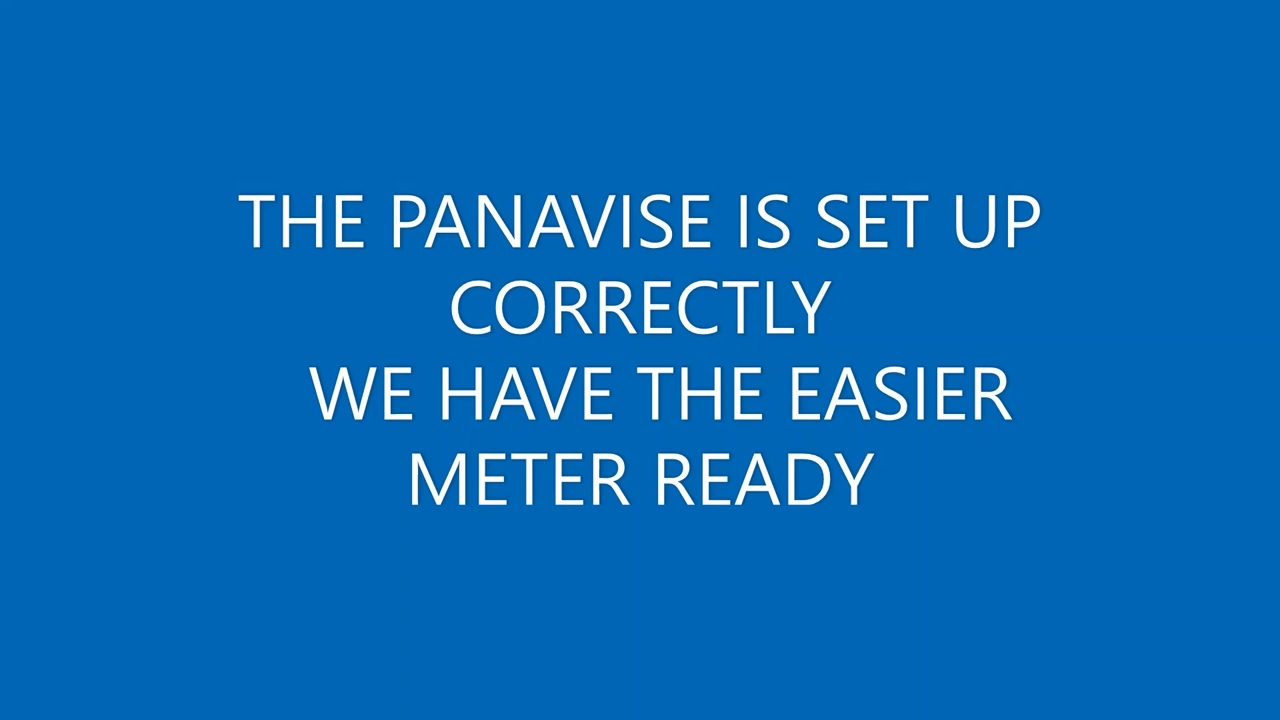 THE PANAVISE IS SET UP
CORRECTLY
WE HAVE THE EASIER
METER READY